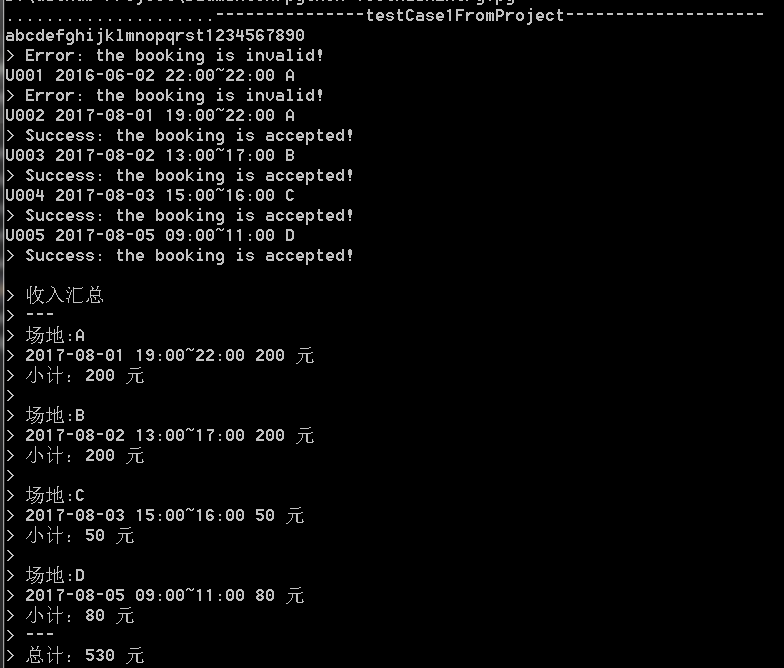 .....................---------------testCase1FromProject--------------------
abcdefghijklmnopqrst1234567890
> Error: the booking is invalid!
U001 2016-06-02 22:00~22:00 A
> Error: the booking is invalid!
U002 2017-08-01 19:00~22:00 A
> Success: the booking is accepted!
U003 2017-08-02 13:00~17:00 B
> Success: the booking is accepted!
U004 2017-08-03 15:00~16:00 C
> Success: the booking is accepted!
U005 2017-08-05 09:00~11:00 D
> Success: the booking is accepted!
> 收入汇总
> ---
> 场地:A
> 2017-08-01 19:00~22:00 200 元
> 小计: 200 元
>
> 场地:B
> 2017-08-02 13:00~17:00 200 元
> 小计: 200 元
>
> 场地:C
> 2017-08-03 15:00~16:00 50 元
> 小计: 50 元
>
> 场地:D
> 2017-08-05 09:00~11:00 80 元
> 小计: 80 元
> ---
> 总计: 530 元